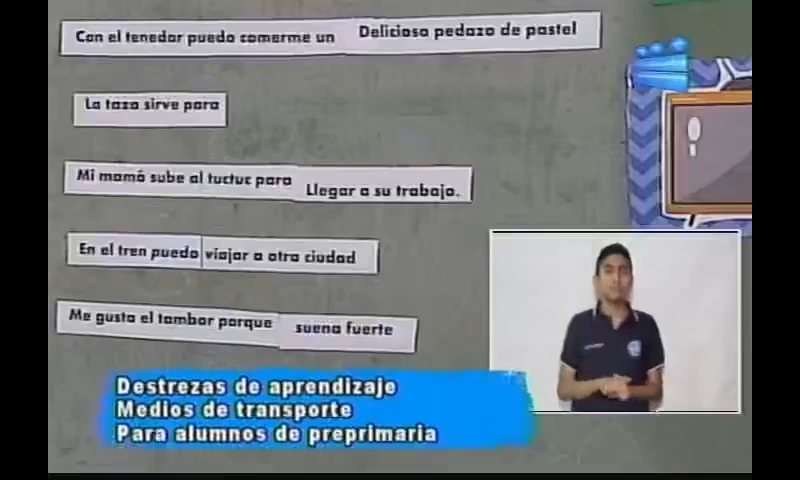 Con el tenedor puedo comerme un Deliciosa pedazo de pastel
La taza sirve para
Mi mamá sube al tuctuc para Llegar a su trabajo.
En el tren puedo viajar a otra ciudad
Me gusta el tambor porque suena fuerte
Destrezas de aprendizaje
Medios de transporte
Para alumnos de preprimaria